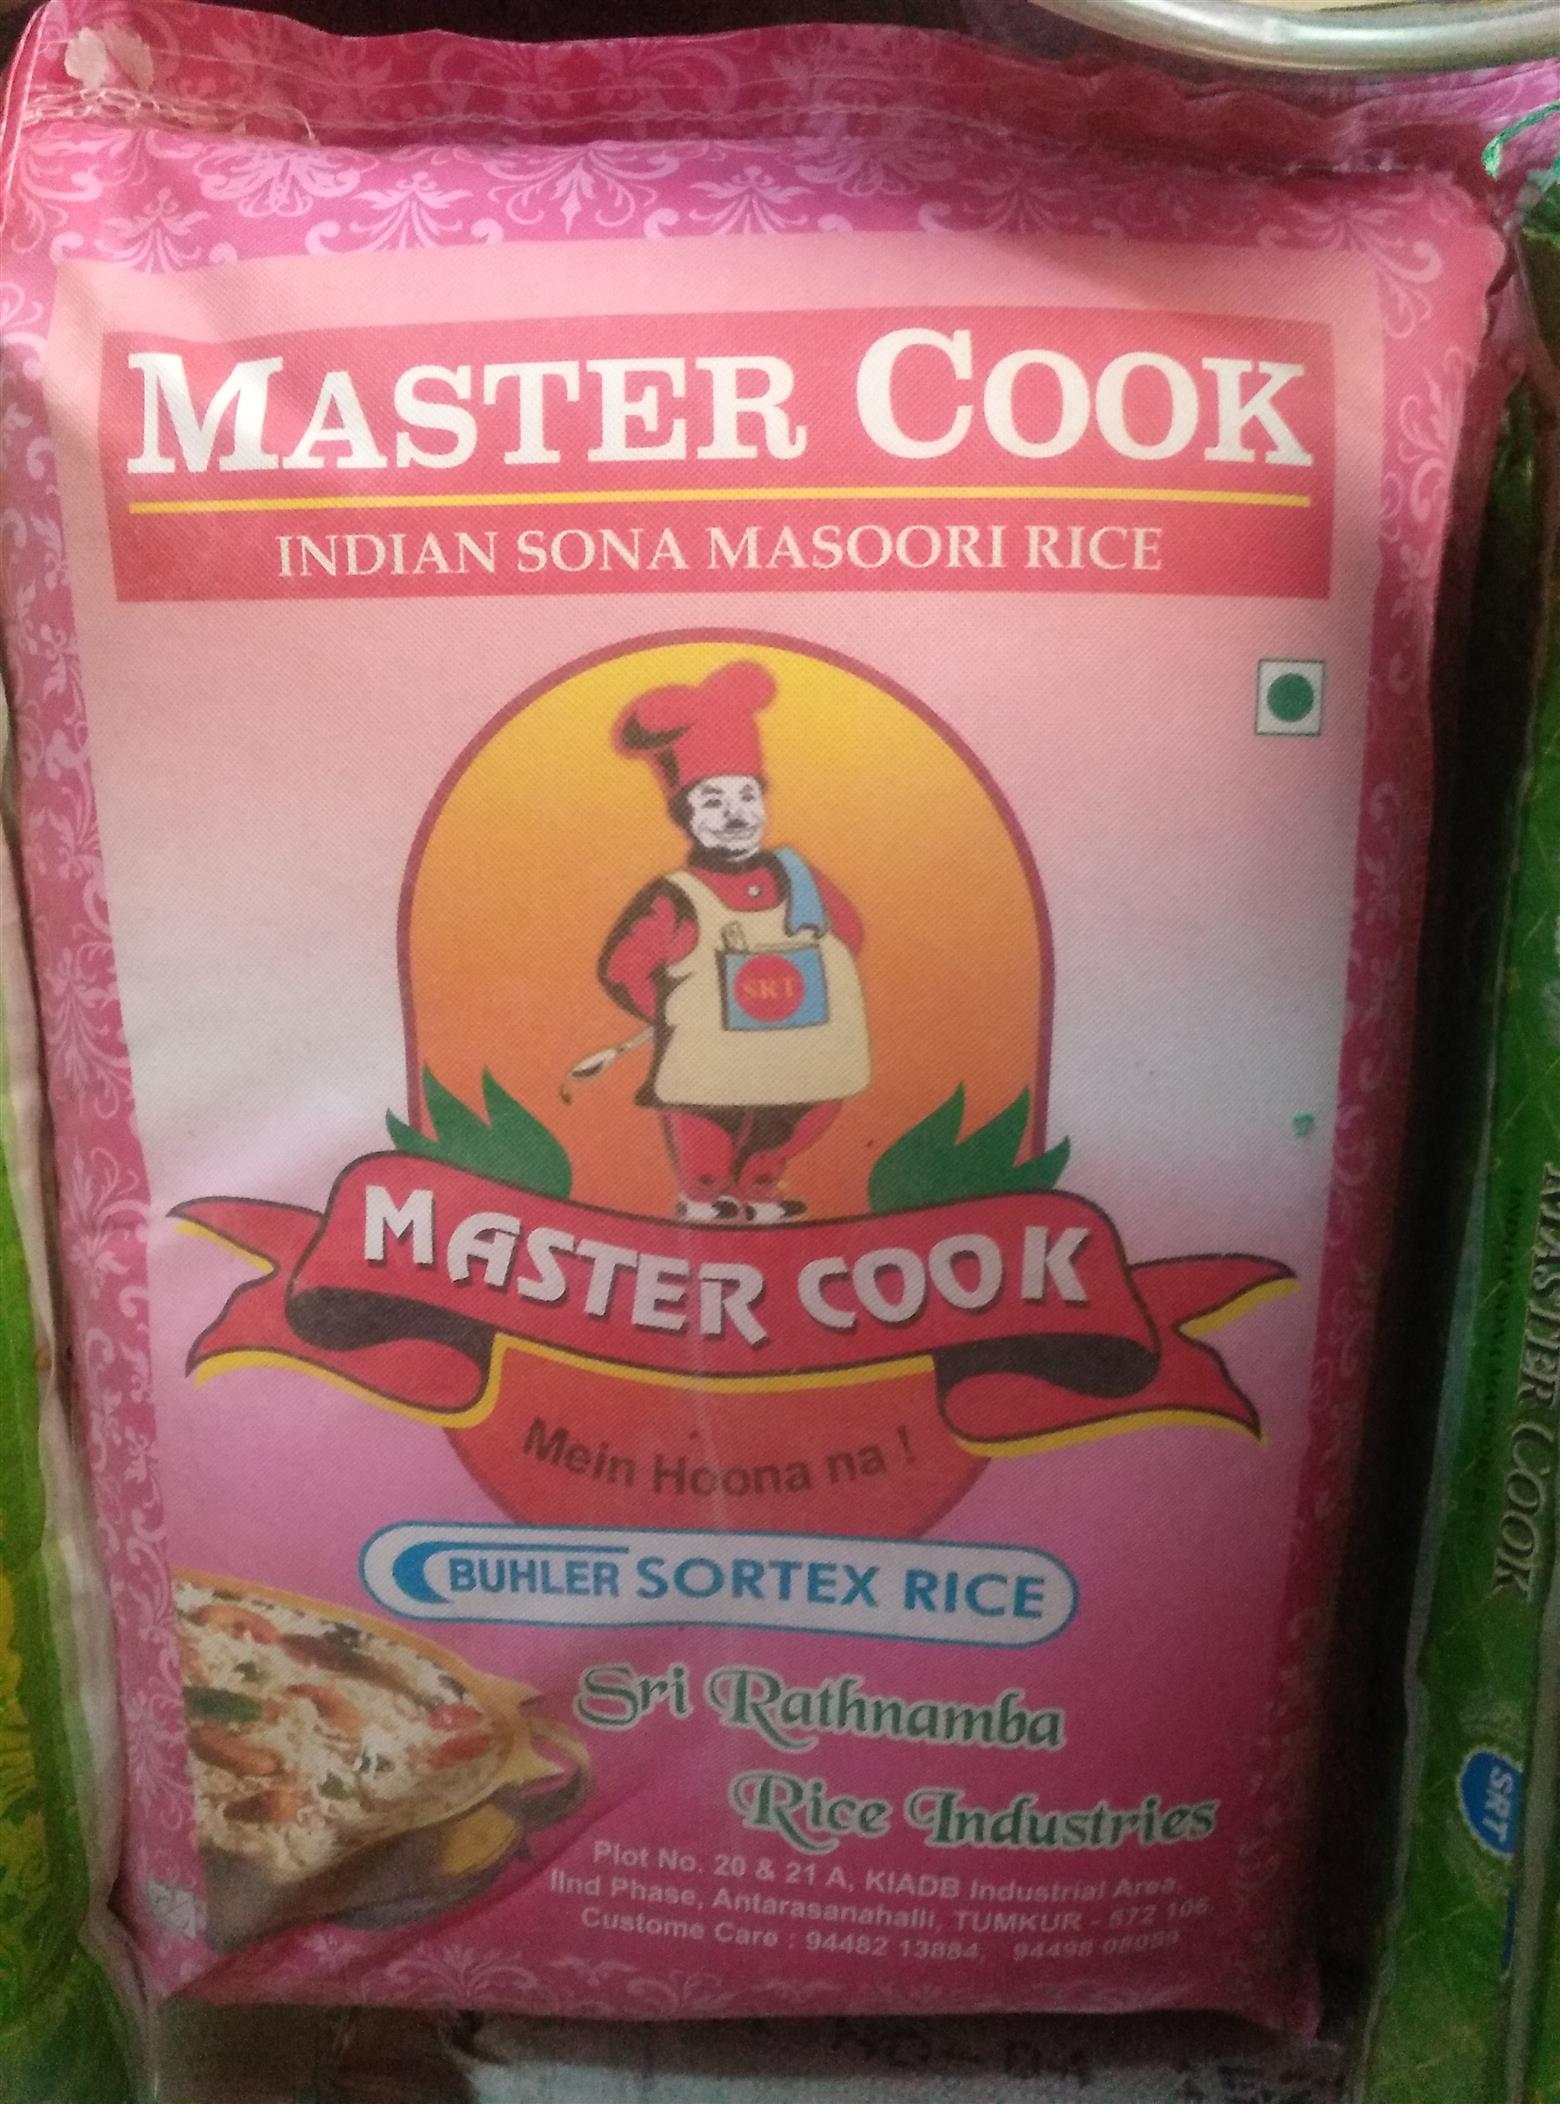 MASTER COOK
INDIAN SONA MASOORI RICE
SRT
MASTER COOK
Mein Hoona na !
BUHLER SORTEX RICE
Sri Rathnamba
Rice Industries
Plot No. 20 & 21 A, KIADB Industrial Area,
IInd Phase, Antarasanahalli, TUMKUR - 572 106.
Custome Care : 94482 13884, 94498
MASTER COOK
SRT